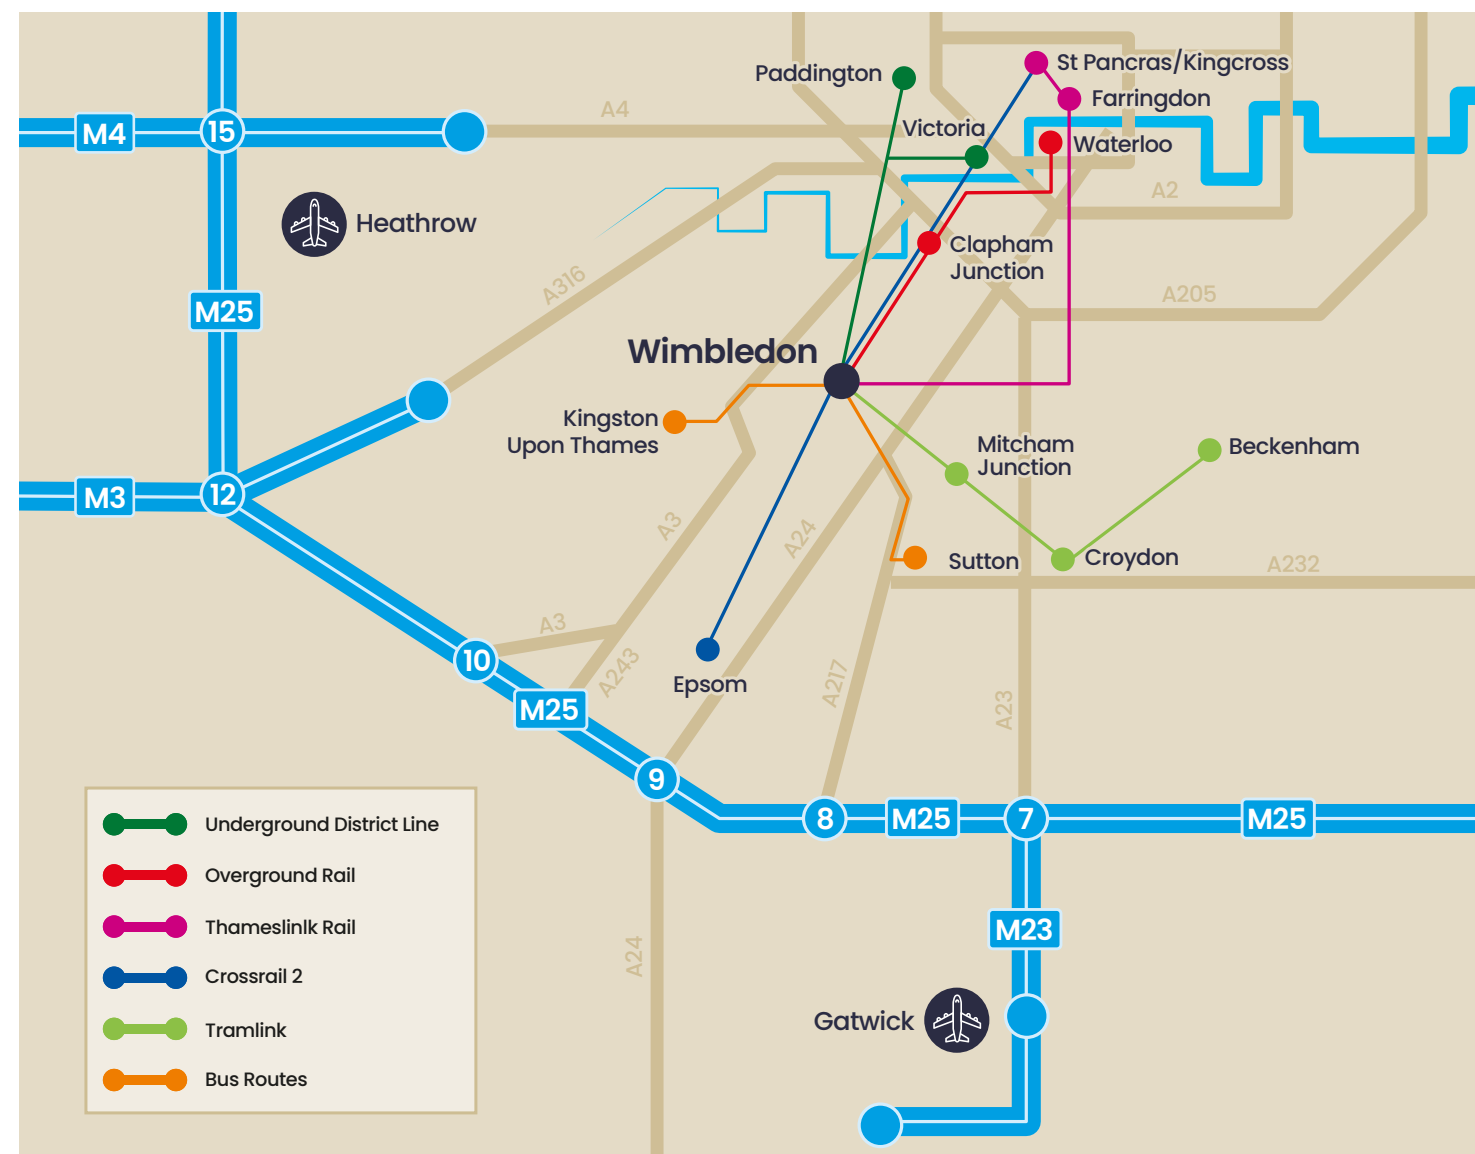 St Pancras/Kingcross
Paddington
Farringdon
A4
Victoria
M4
15
Waterloo
A2
Heathrow
Clapham
Junction
A316
A205
M25
Wimbledon
Kingston
Upon Thames
Mitcham
Junction
Beckenham
M3
12
A3
A24
Sutton
Croydon
A232
A3
10
A243
Epsom
A217
A23
M25
9
8
M25
7
M25
Underground District Line
Overground Rail
Thameslinlk Rail
Crossrail 2
Tramlink
Bus Routes
M23
A24
Gatwick